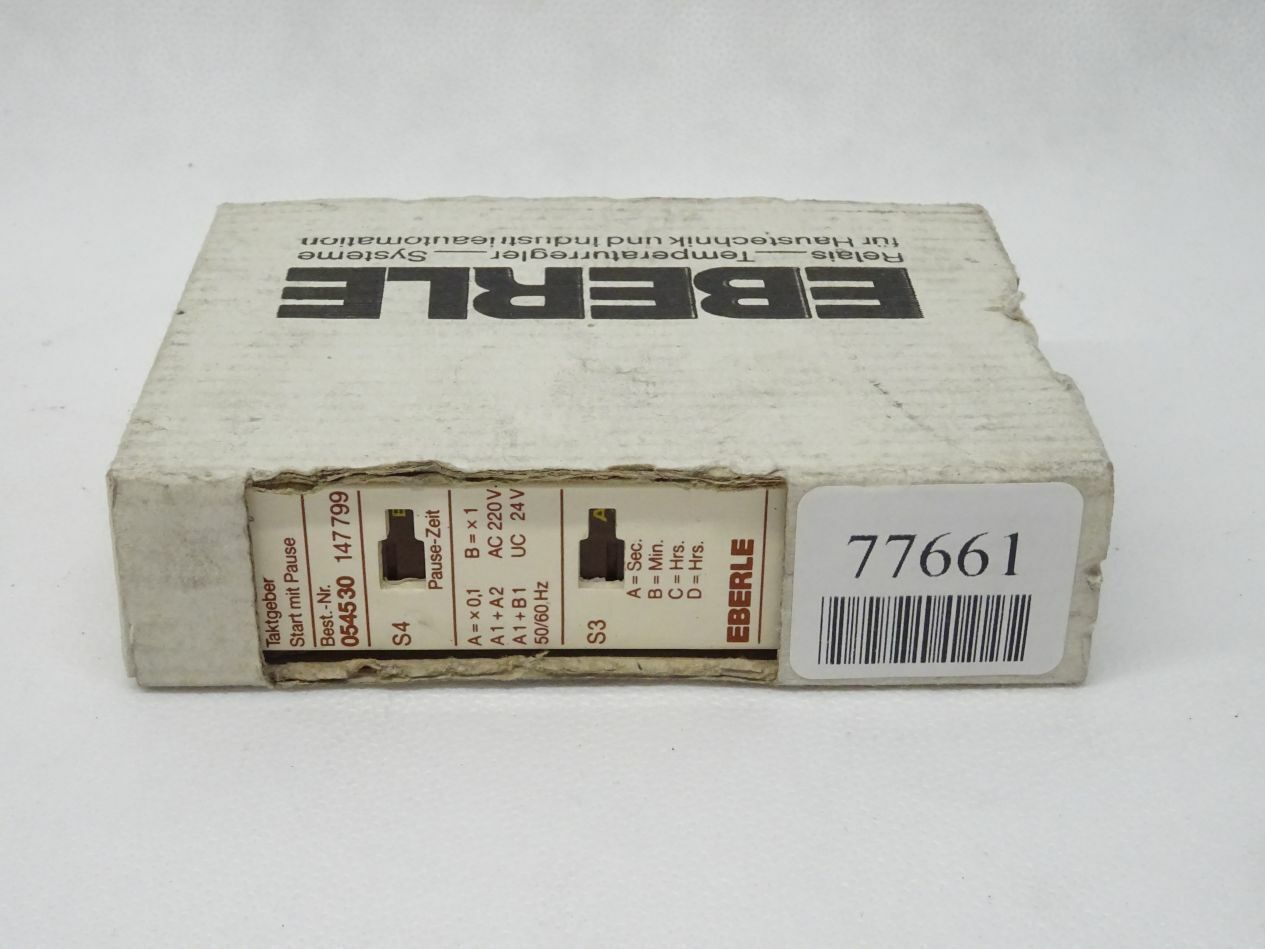 EBERLE
Relais — Temperaturregler — Systeme
für Haustechnik und Industrieautomation
Taktgeber
Start mit Pause
Best.-Nr.
054530 147799
S4
B
Pause-Zeit
A = x 0,1 B = x 1
A1 + A2 AC 220V
A1 + B1 UC 24V
50/60 Hz
S3
A
A = Sec.
B = Min.
C = Hrs.
D = Hrs.
EBERLE
77661